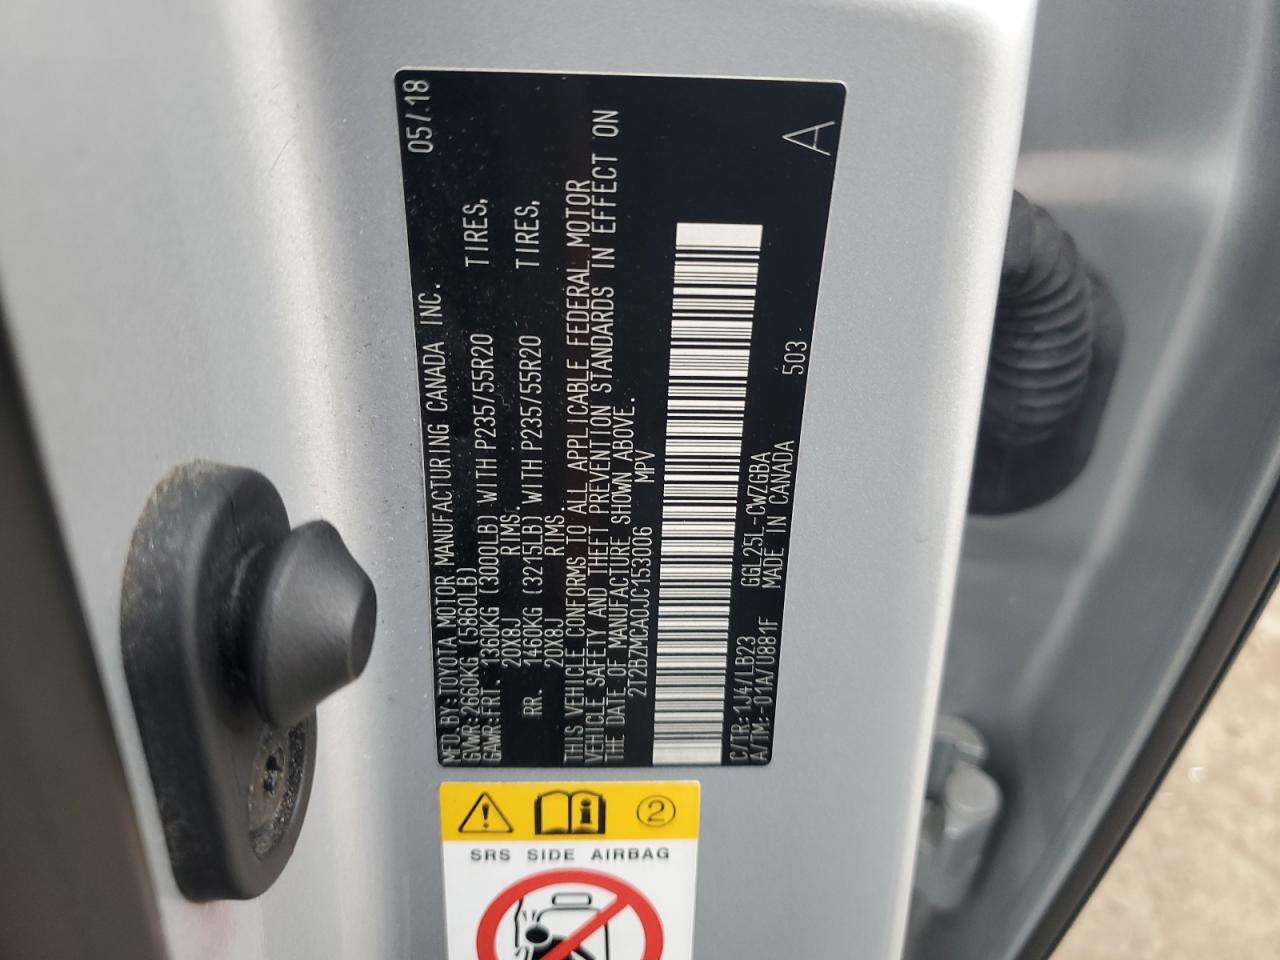 05/18
MFD. BY: TOYOTA MOTOR MANUFACTURING CANADA INC.
GVWR: 2660KG (5860LB)
GAWR: FRT. 1360KG (3000LB) WITH P235/55R20 TIRES,
20X8J RIMS,
RR. 1460KG (3215LB) WITH P235/55R20 TIRES,
20X8J RIMS.
THIS VEHICLE CONFORMS TO ALL APPLICABLE FEDERAL MOTOR
VEHICLE SAFETY AND THEFT PREVENTION STANDARDS IN EFFECT ON
THE DATE OF MANUFACTURE SHOWN ABOVE.
2T2BZMCA0JC153006 MPV
C/TR: 1J4/LB23 GGL25L-CWZGBA
A/TM: -01A/U881F MADE IN CANADA
503
A
2
SRS SIDE AIRBAG